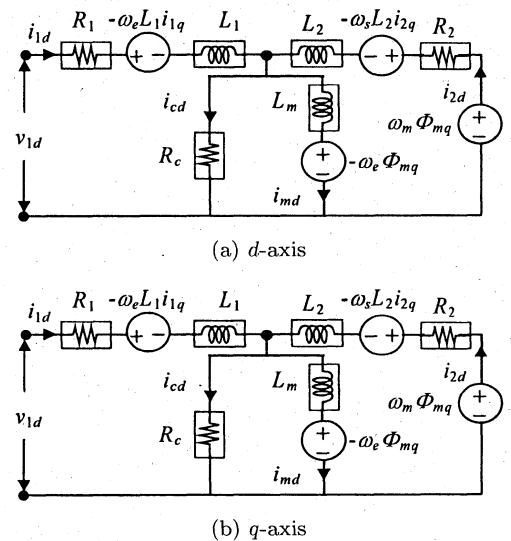 i1d R1 -ωeL1i1q L1 L2 -ωsL2i2q R2
icd Lm i2d
v1d Rc ωmΦmq
-ωeΦmq
imd
(a) d-axis
i1d R1 -ωeL1i1q L1 L2 -ωsL2i2q R2
icd Lm i2d
v1d Rc ωmΦmq
-ωeΦmq
imd
(b) q-axis